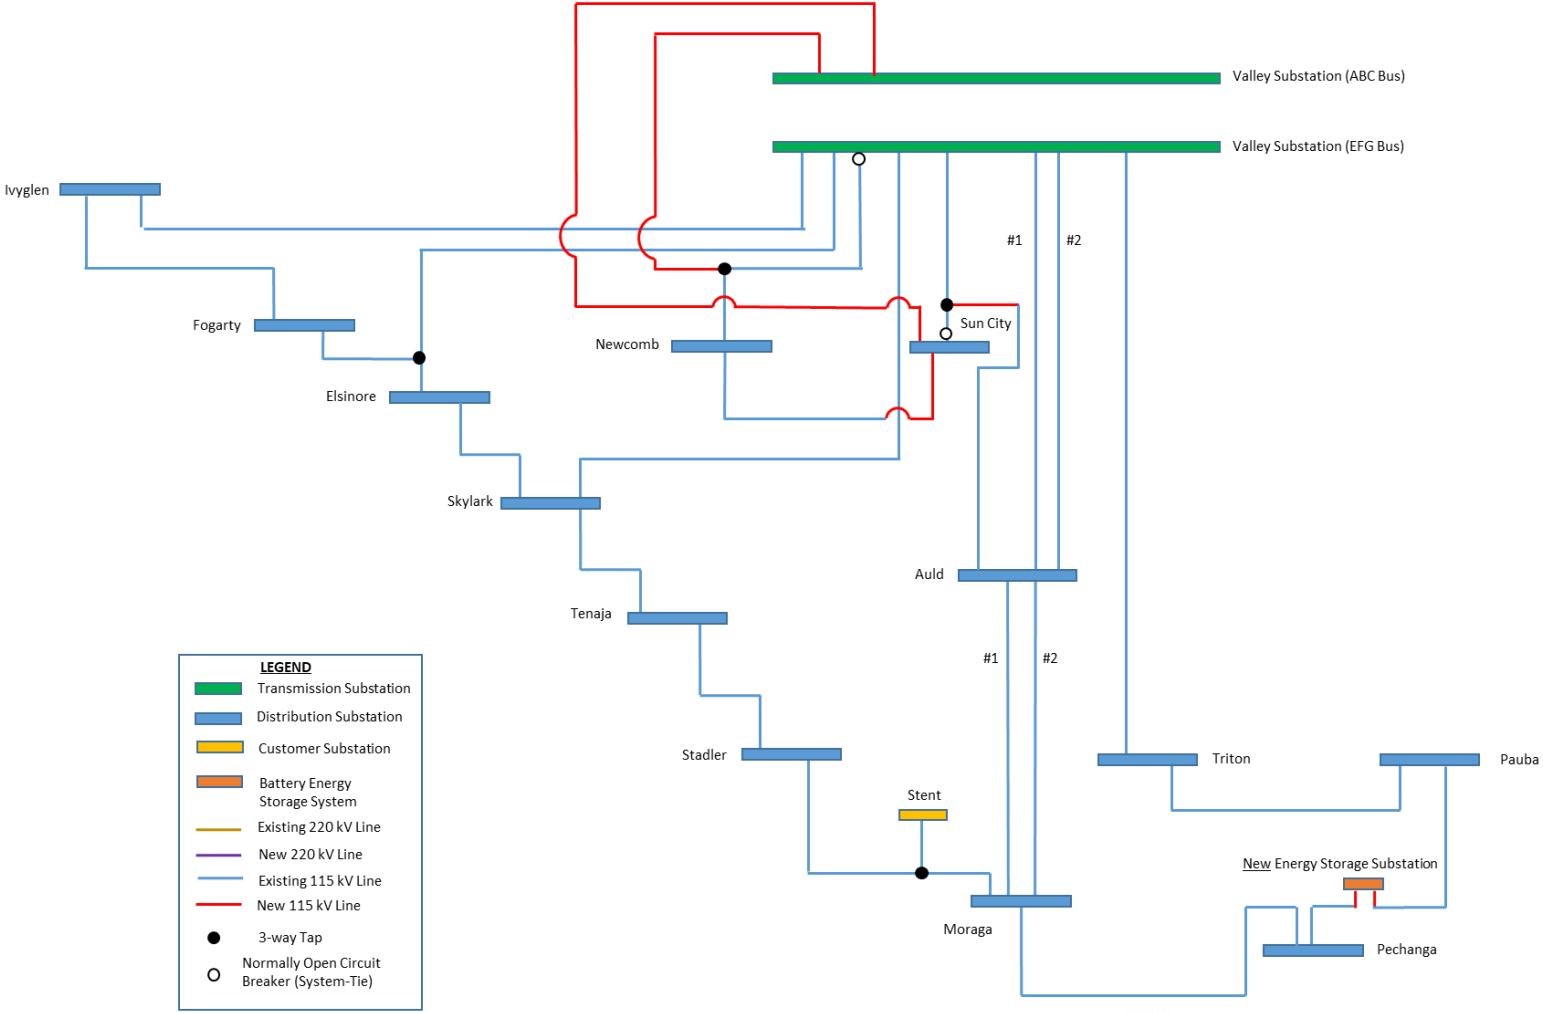 Valley Substation (ABC Bus)
Valley Substation (EFG Bus)
Ivyglen
#1
#2
Fogarty
Sun City
Newcomb
Elsinore
Skylark
Auld
Tenaja
#1
#2
Stadler
Triton
Pauba
Stent
New Energy Storage Substation
Moraga
Pechanga
LEGEND
Transmission Substation
Distribution Substation
Customer Substation
Battery Energy
Storage System
Existing 220 kV Line
New 220 kV Line
Existing 115 kV Line
New 115 kV Line
3-way Tap
Normally Open Circuit
Breaker (System-Tie)